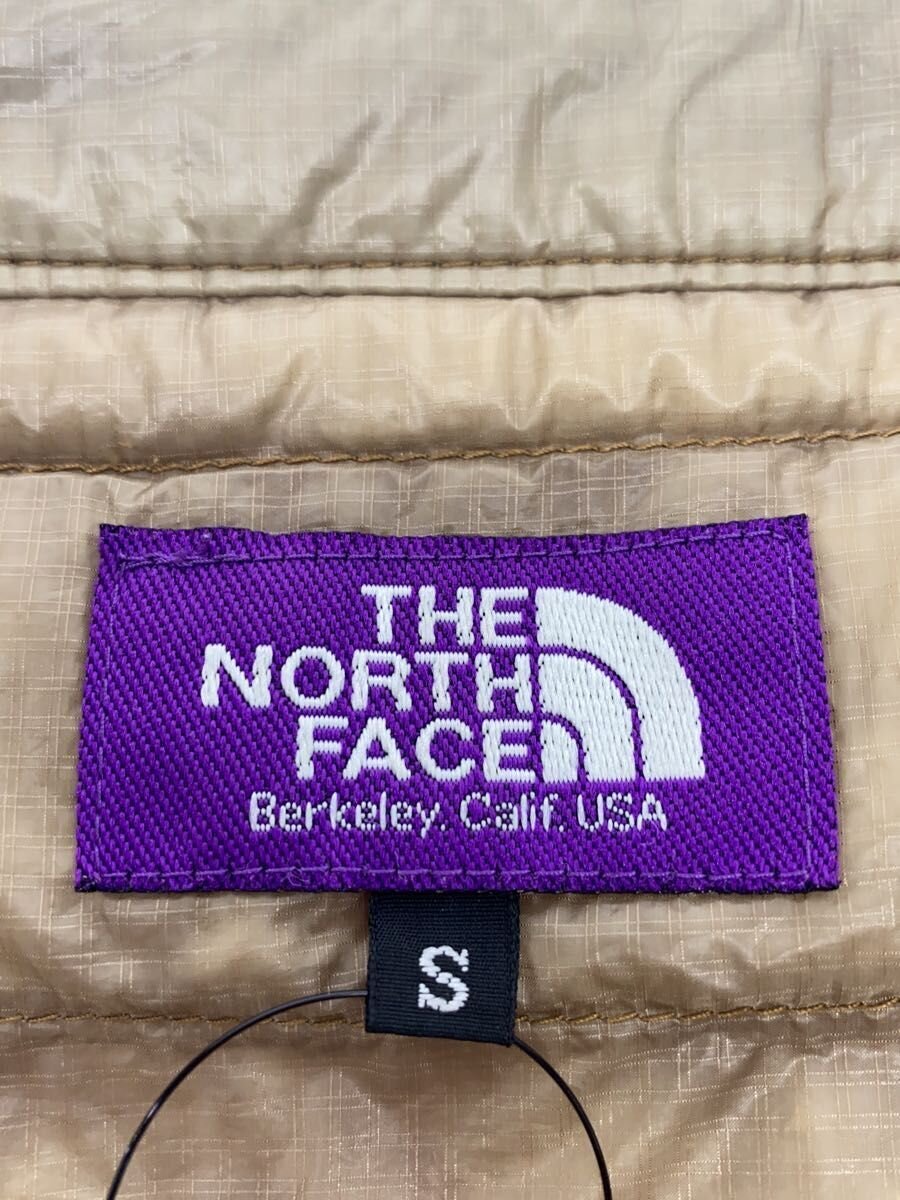 THE
NORTH
FACE
Berkeley. Calif. USA
S